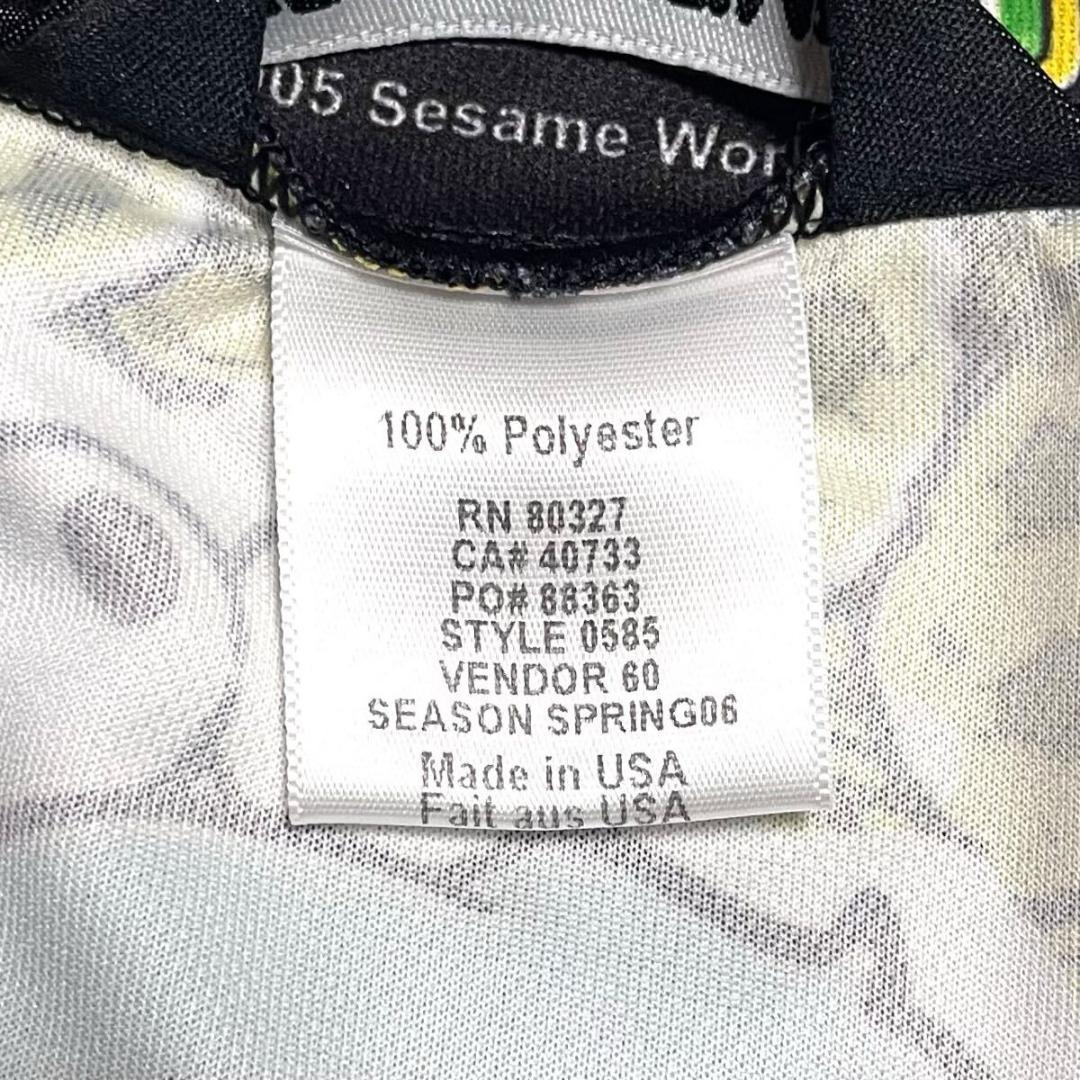 05 Sesame Wor
100% Polyester
RN 80327
CA# 40733
PO# 88363
STYLE 0585
VENDOR 60
SEASON SPRING06
Made in USA
Fait aus USA